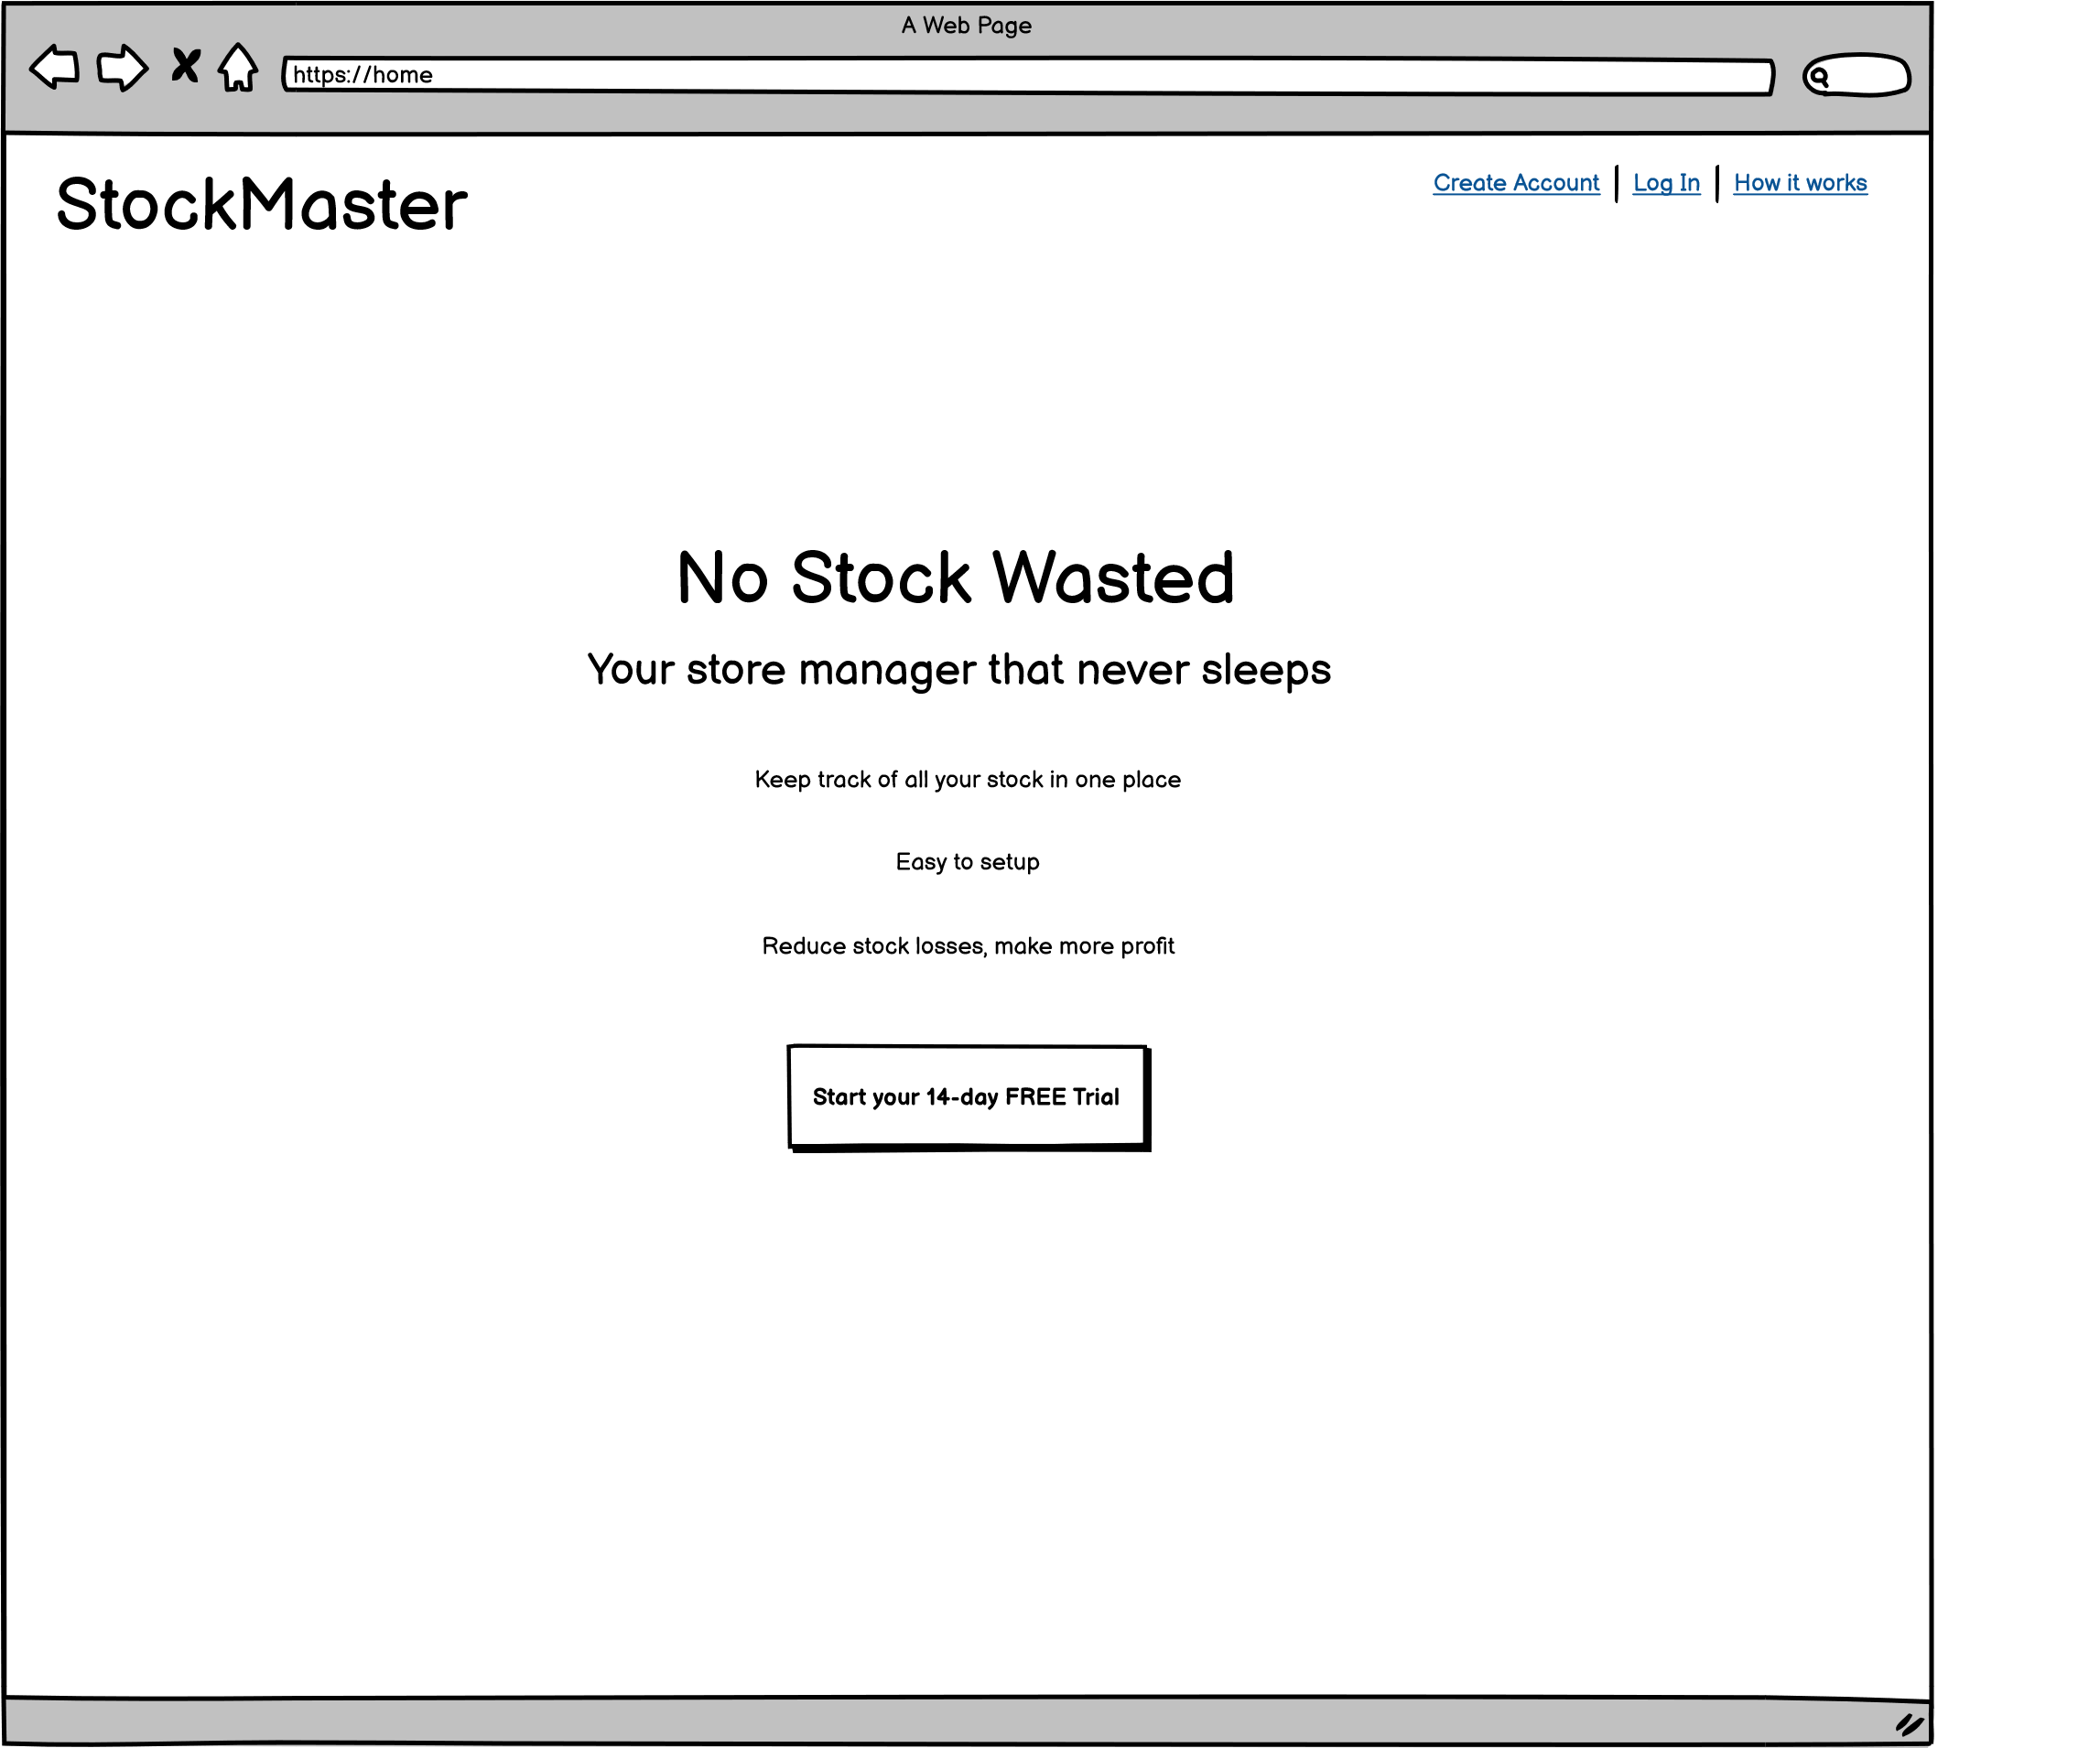 A Web Page
https://home
StockMaster
Create Account | Log In | How it works
No Stock Wasted
Your store manager that never sleeps
Keep track of all your stock in one place
Easy to setup
Reduce stock losses, make more profit
Start your 14-day FREE Trial